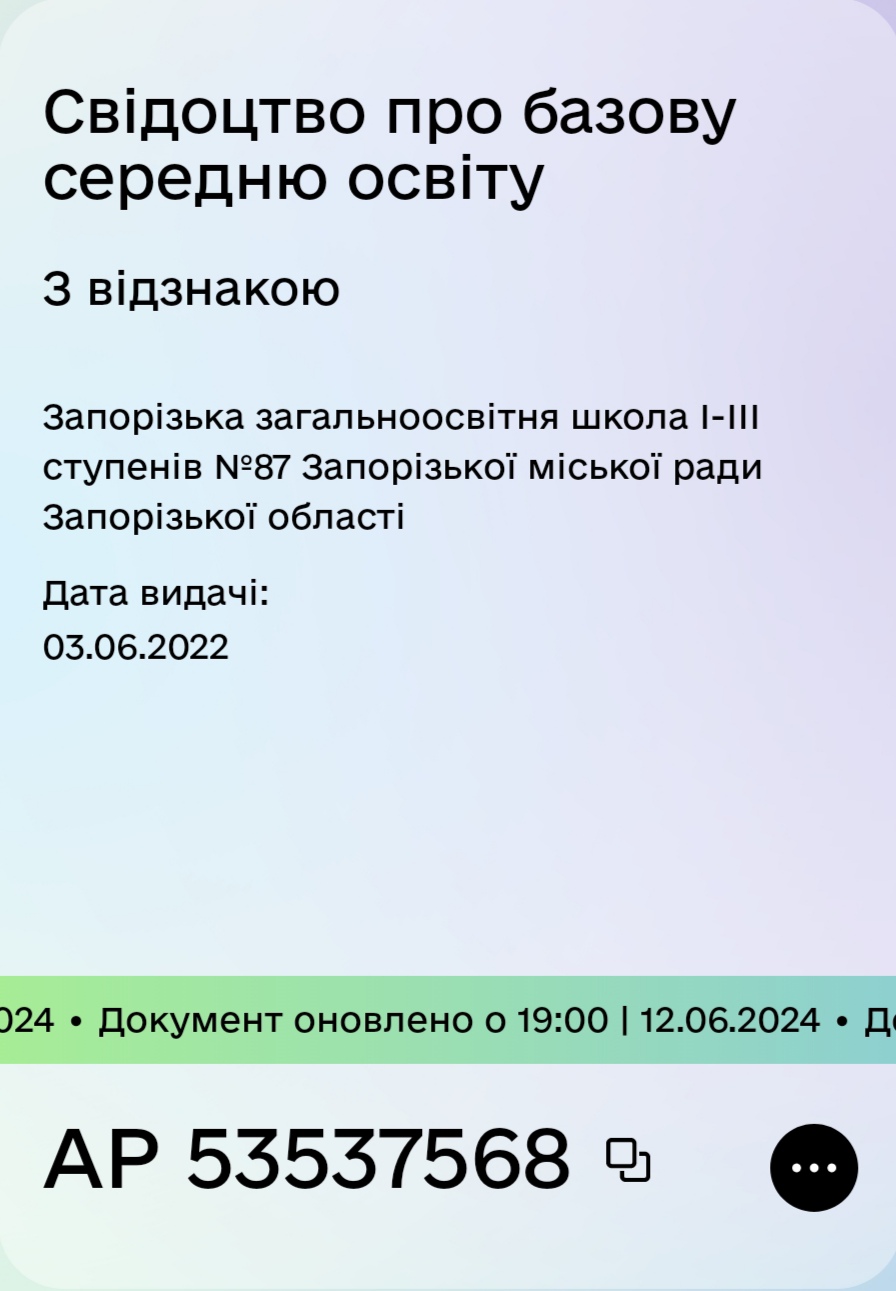 Свідоцтво про базову
середню освіту
З відзнакою
Запорізька загальноосвітня школа І-ІІІ
ступенів №87 Запорізької міської ради
Запорізької області
Дата видачі:
03.06.2022
024 • Документ оновлено о 19:00 | 12.06.2024 •
АР 53537568